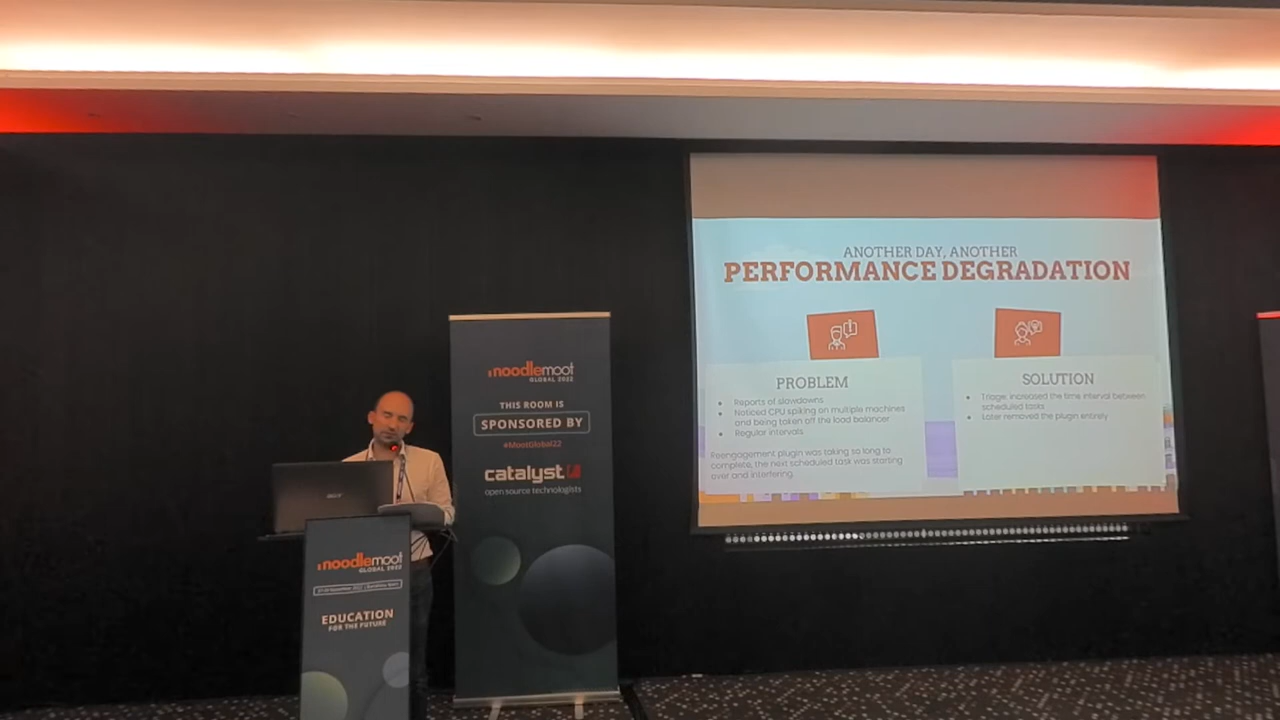 ANOTHER DAY, ANOTHER
PERFORMANCE DEGRADATION
PROBLEM
Reports of slowdowns
Noticed CPU spiking on multiple machines
and being taken off the load balancer
Regular intervals
Reengagement plugin was taking so long to
complete, the next scheduled task was starting
over and interfering.
SOLUTION
Triage: increased the time interval between
scheduled tasks
Later removed the plugin entirely
moodlemoot
GLOBAL 2022
THIS ROOM IS
SPONSORED BY
#MootGlobal22
catalyst
open source technologists
acer
moodlemoot
GLOBAL 2022
EDUCATION
FOR THE FUTURE